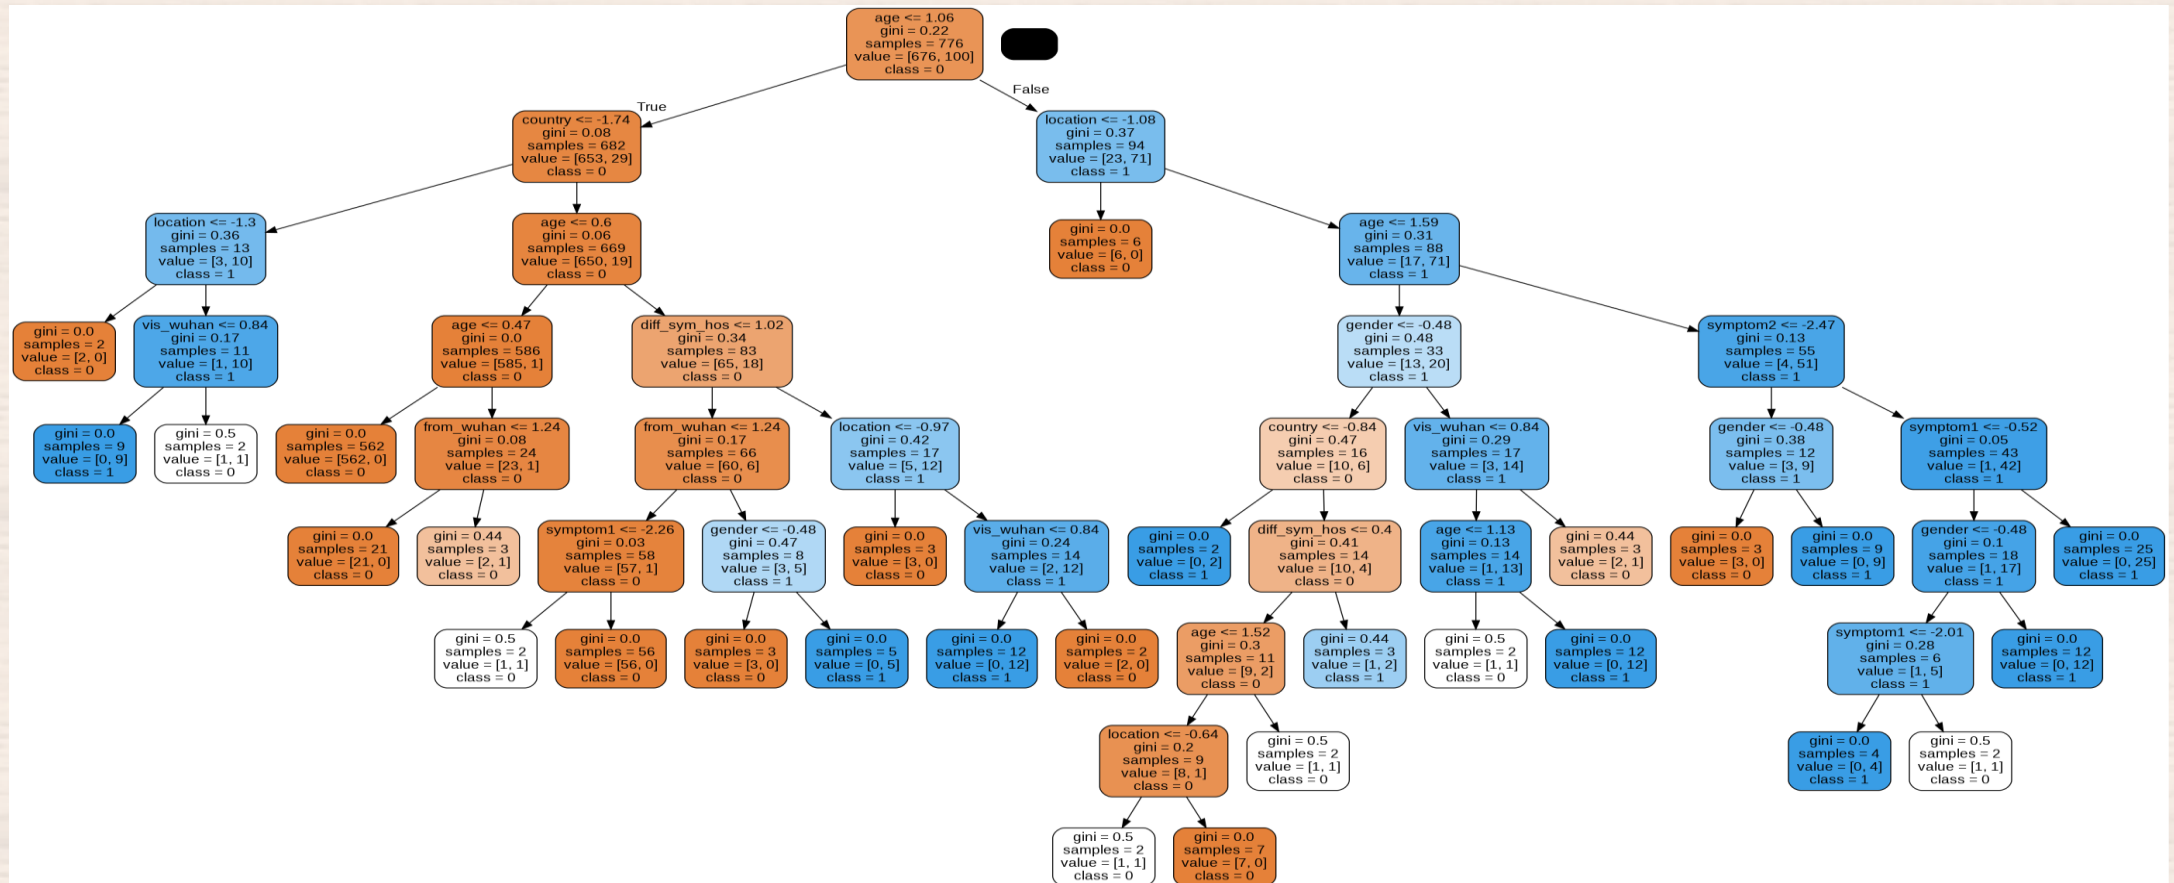 age <= 1.06
gini = 0.22
samples = 776
value = [676, 100]
class = 0
True
False
country <= -1.74
gini = 0.08
samples = 682
value = [653, 29]
class = 0
location <= -1.08
gini = 0.37
samples = 94
value = [23, 71]
class = 1
location <= -1.3
gini = 0.36
samples = 13
value = [3, 10]
class = 1
age <= 0.6
gini = 0.06
samples = 669
value = [650, 19]
class = 0
gini = 0.0
samples = 6
value = [6, 0]
class = 0
age <= 1.59
gini = 0.31
samples = 88
value = [17, 71]
class = 1
gini = 0.0
samples = 2
value = [2, 0]
class = 0
vis_wuhan <= 0.84
gini = 0.17
samples = 11
value = [1, 10]
class = 1
age <= 0.47
gini = 0.0
samples = 586
value = [585, 1]
class = 0
diff_sym_hos <= 1.02
gini = 0.34
samples = 83
value = [65, 18]
class = 0
gender <= -0.48
gini = 0.48
samples = 33
value = [13, 20]
class = 1
symptom2 <= -2.47
gini = 0.13
samples = 55
value = [4, 51]
class = 1
gini = 0.0
samples = 9
value = [0, 9]
class = 1
gini = 0.5
samples = 2
value = [1, 1]
class = 0
gini = 0.0
samples = 562
value = [562, 0]
class = 0
from_wuhan <= 1.24
gini = 0.08
samples = 24
value = [23, 1]
class = 0
from_wuhan <= 1.24
gini = 0.17
samples = 66
value = [60, 6]
class = 0
location <= -0.97
gini = 0.42
samples = 17
value = [5, 12]
class = 1
country <= -0.84
gini = 0.47
samples = 16
value = [10, 6]
class = 0
vis_wuhan <= 0.84
gini = 0.29
samples = 17
value = [3, 14]
class = 1
gender <= -0.48
gini = 0.38
samples = 12
value = [3, 9]
class = 1
symptom1 <= -0.52
gini = 0.05
samples = 43
value = [1, 42]
class = 1
gini = 0.0
samples = 21
value = [21, 0]
class = 0
gini = 0.44
samples = 3
value = [2, 1]
class = 0
symptom1 <= -2.26
gini = 0.03
samples = 58
value = [57, 1]
class = 0
gender <= -0.48
gini = 0.47
samples = 8
value = [3, 5]
class = 1
gini = 0.0
samples = 3
value = [3, 0]
class = 0
vis_wuhan <= 0.84
gini = 0.24
samples = 14
value = [2, 12]
class = 1
gini = 0.0
samples = 2
value = [0, 2]
class = 1
diff_sym_hos <= 0.4
gini = 0.41
samples = 14
value = [10, 4]
class = 0
age <= 1.13
gini = 0.13
samples = 14
value = [1, 13]
class = 1
gini = 0.44
samples = 3
value = [2, 1]
class = 0
gini = 0.0
samples = 3
value = [3, 0]
class = 0
gini = 0.0
samples = 9
value = [0, 9]
class = 1
gender <= -0.48
gini = 0.1
samples = 18
value = [1, 17]
class = 1
gini = 0.0
samples = 25
value = [0, 25]
class = 1
gini = 0.5
samples = 2
value = [1, 1]
class = 0
gini = 0.0
samples = 56
value = [56, 0]
class = 0
gini = 0.0
samples = 3
value = [3, 0]
class = 0
gini = 0.0
samples = 5
value = [0, 5]
class = 1
gini = 0.0
samples = 12
value = [0, 12]
class = 1
gini = 0.0
samples = 2
value = [2, 0]
class = 0
age <= 1.52
gini = 0.3
samples = 11
value = [9, 2]
class = 0
gini = 0.44
samples = 3
value = [1, 2]
class = 1
gini = 0.5
samples = 2
value = [1, 1]
class = 0
gini = 0.0
samples = 12
value = [0, 12]
class = 1
symptom1 <= -2.01
gini = 0.28
samples = 6
value = [1, 5]
class = 1
gini = 0.0
samples = 12
value = [0, 12]
class = 1
location <= -0.64
gini = 0.2
samples = 9
value = [8, 1]
class = 0
gini = 0.5
samples = 2
value = [1, 1]
class = 0
gini = 0.0
samples = 4
value = [0, 4]
class = 1
gini = 0.5
samples = 2
value = [1, 1]
class = 0
gini = 0.5
samples = 2
value = [1, 1]
class = 0
gini = 0.0
samples = 7
value = [7, 0]
class = 0